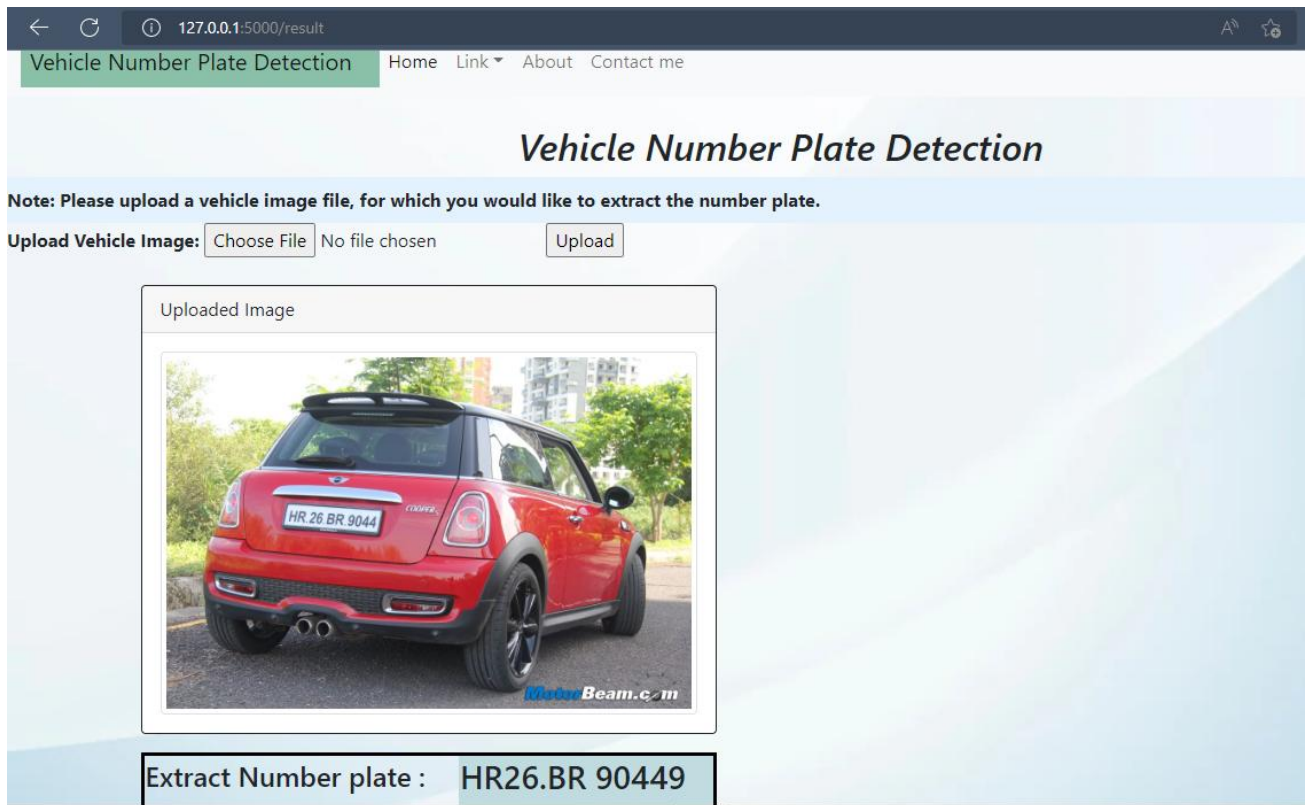 127.0.0.1:5000/result
Vehicle Number Plate Detection Home Link About Contact me
Vehicle Number Plate Detection
Note: Please upload a vehicle image file, for which you would like to extract the number plate.
Upload Vehicle Image: Choose File No file chosen Upload
Uploaded Image
COOPER S
HR.26 BR.9044
MotorBeam.com
Extract Number plate : HR26.BR 90449